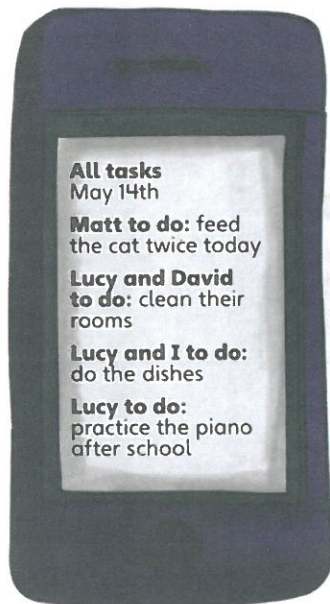 All tasks
May 14th
Matt to do: feed
the cat twice today
Lucy and David
to do: clean their
rooms
Lucy and I to do:
do the dishes
Lucy to do:
practice the piano
after school